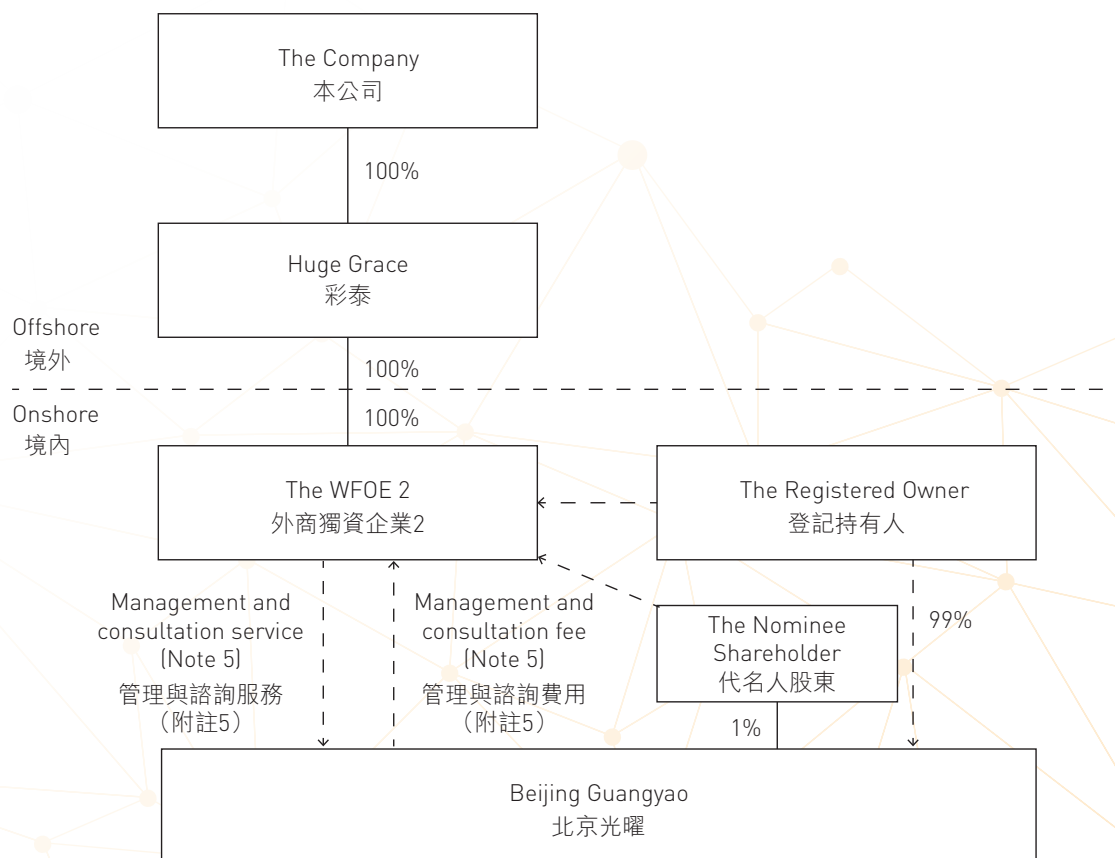 The Company
本公司
100%
Huge Grace
彩泰
Offshore
境外
100%
Onshore
境內
100%
The WFOE 2
外商獨資企業2
The Registered Owner
登記持有人
Management and
consultation service
(Note 5)
管理與諮詢服務
（附註5）
Management and
consultation fee
(Note 5)
管理與諮詢費用
（附註5）
The Nominee
Shareholder
代名人股東
99%
1%
Beijing Guangyao
北京光曜